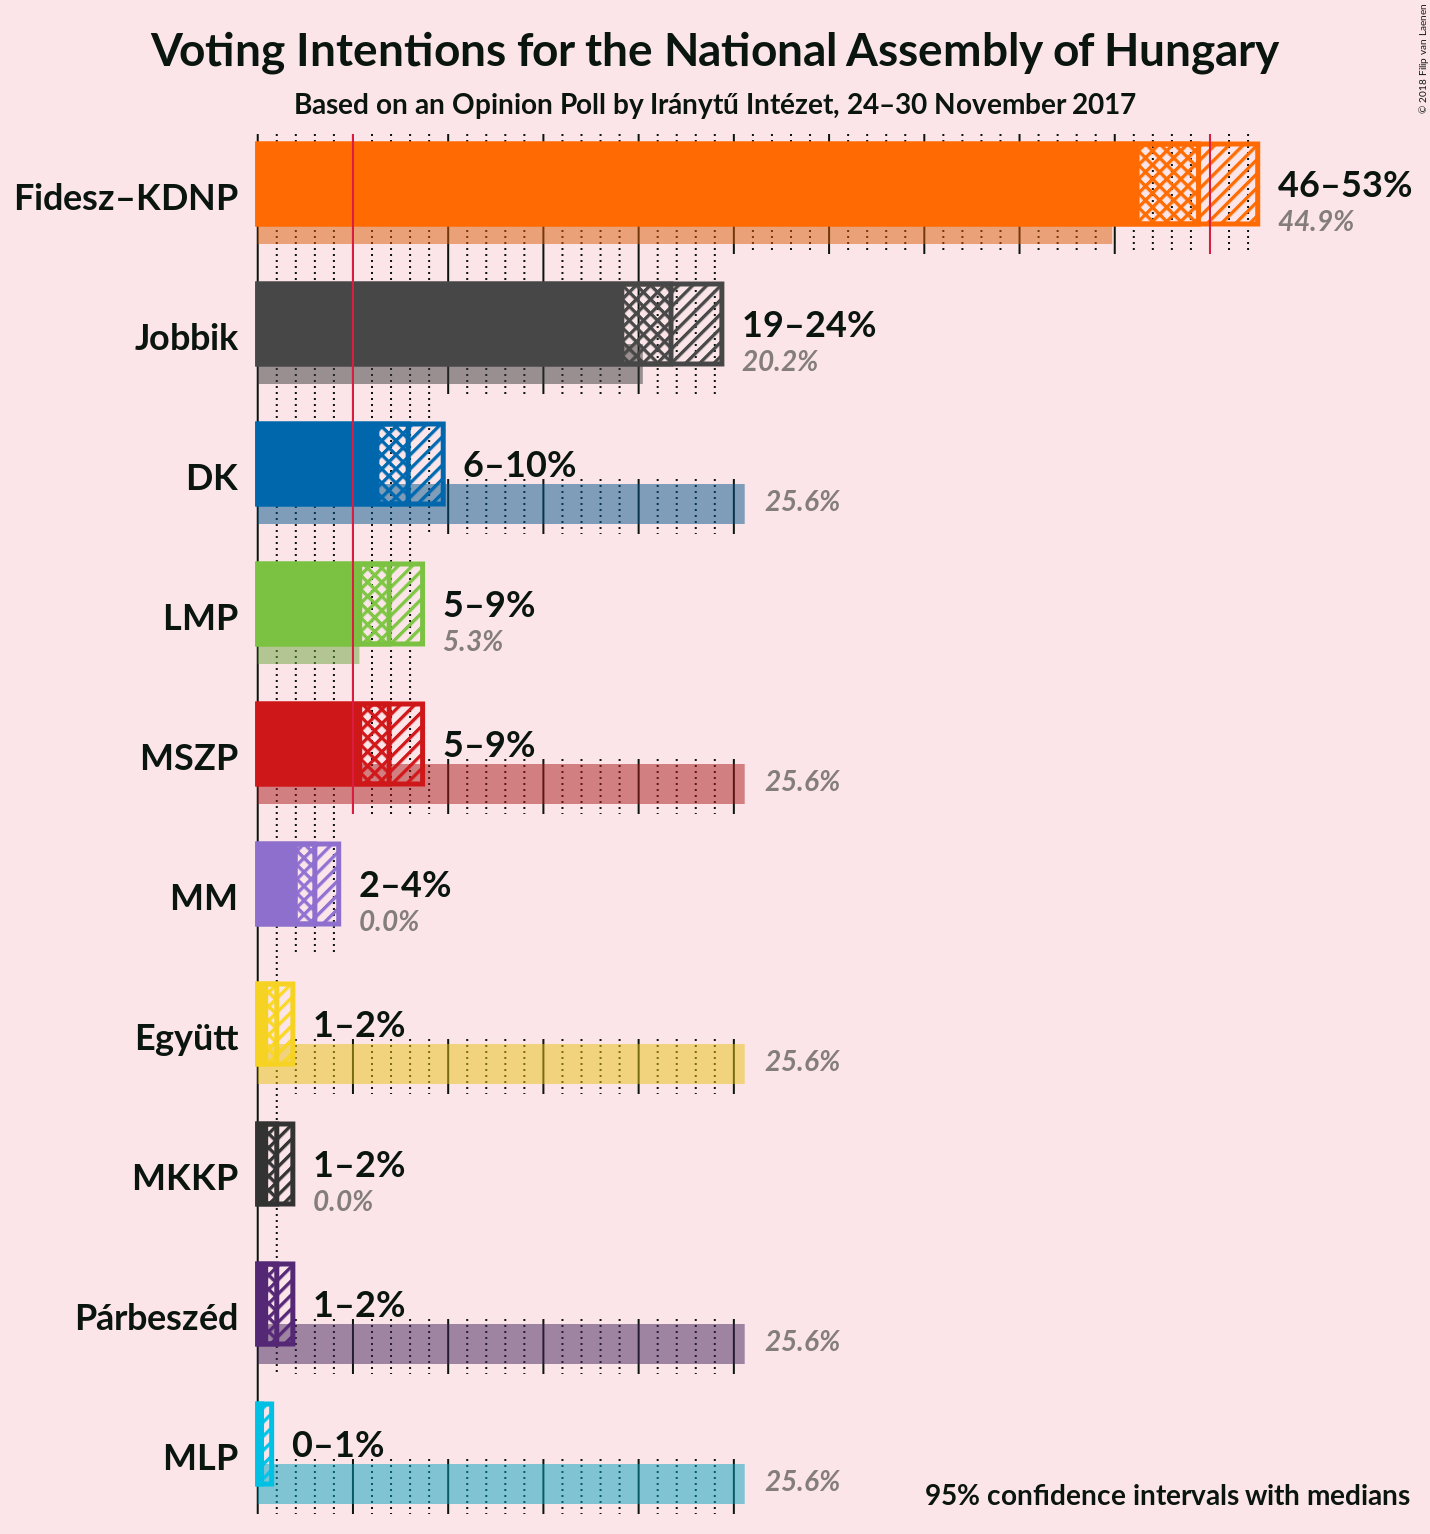 Voting Intentions for the National Assembly of Hungary
Based on an Opinion Poll by Iránytű Intézet, 24–30 November 2017
© 2018 Filip van Laenen
Fidesz–KDNP
46–53%
44.9%
Jobbik
19–24%
20.2%
DK
6–10%
25.6%
LMP
5–9%
5.3%
MSZP
5–9%
25.6%
MM
2–4%
0.0%
Együtt
1–2%
25.6%
MKKP
1–2%
0.0%
Párbeszéd
1–2%
25.6%
MLP
0–1%
25.6%
95% confidence intervals with medians